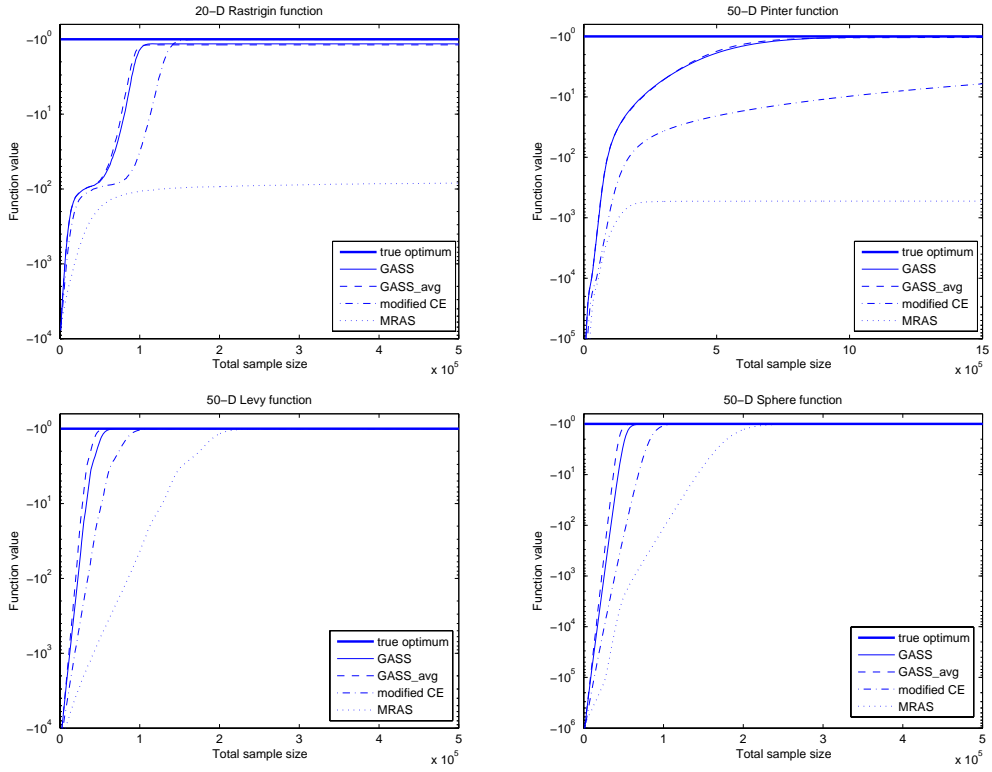 20−D Rastrigin function
−10^0
−10^1
−10^2
−10^3
−10^4
Function value
true optimum
GASS
GASS_avg
modified CE
MRAS
0 1 2 3 4 5
Total sample size
x 10^5
50−D Pinter function
−10^0
−10^1
−10^2
−10^3
−10^4
−10^5
Function value
true optimum
GASS
GASS_avg
modified CE
MRAS
0 5 10 15
Total sample size
x 10^5
50−D Levy function
−10^0
−10^1
−10^2
−10^3
−10^4
Function value
true optimum
GASS
GASS_avg
modified CE
MRAS
0 1 2 3 4 5
Total sample size
x 10^5
50−D Sphere function
−10^0
−10^1
−10^2
−10^3
−10^4
−10^5
−10^6
Function value
true optimum
GASS
GASS_avg
modified CE
MRAS
0 1 2 3 4 5
Total sample size
x 10^5